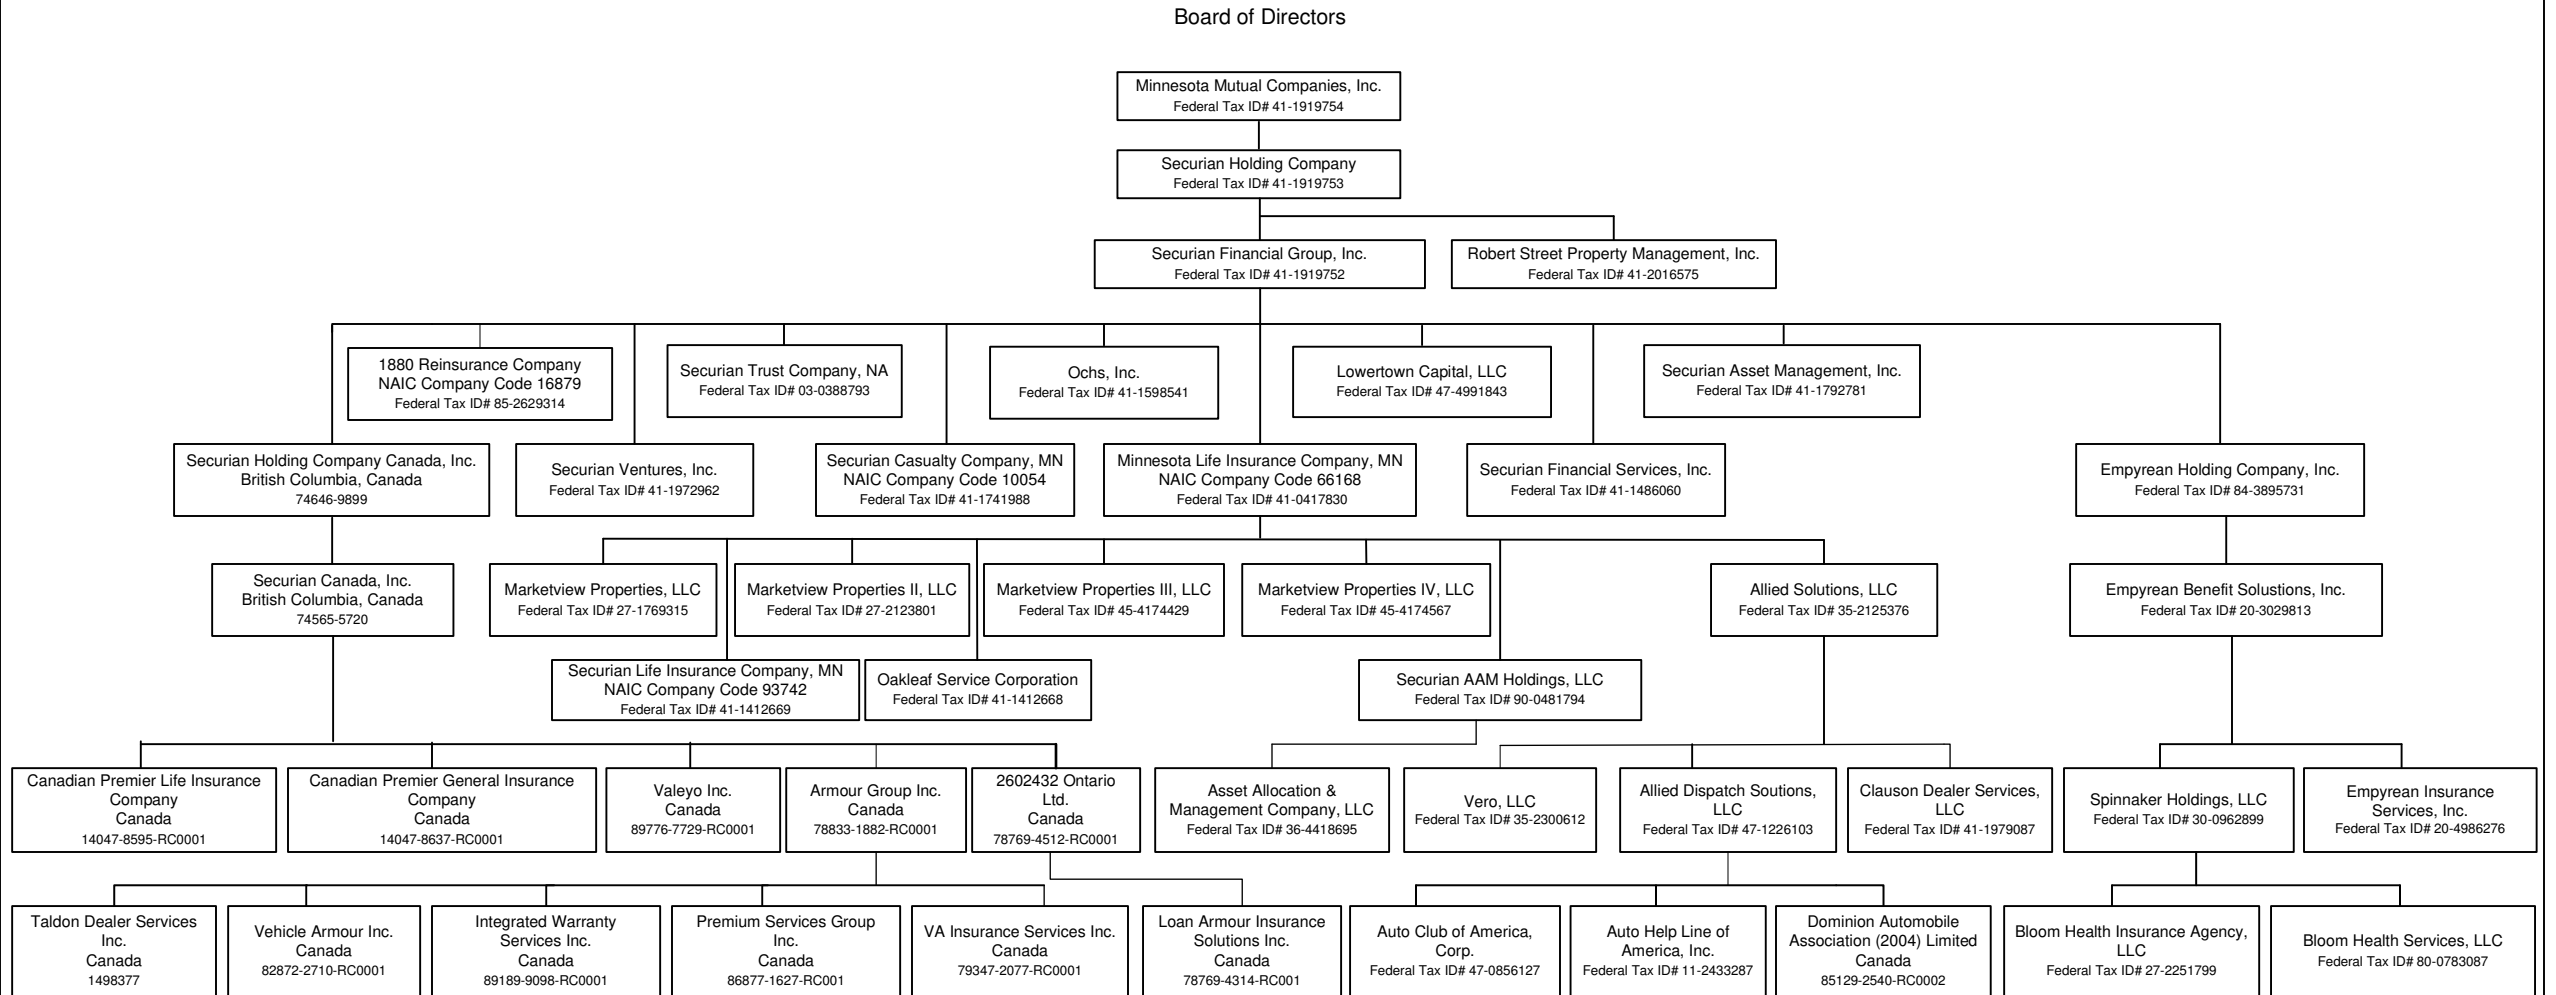 Board of Directors
Minnesota Mutual Companies, Inc.
Federal Tax ID# 41-1919754
Securian Holding Company
Federal Tax ID# 41-1919753
Securian Financial Group, Inc.
Federal Tax ID# 41-1919752
Robert Street Property Management, Inc.
Federal Tax ID# 41-2016575
1880 Reinsurance Company
NAIC Company Code 16879
Federal Tax ID# 85-2629314
Securian Trust Company, NA
Federal Tax ID# 03-0388793
Ochs, Inc.
Federal Tax ID# 41-1598541
Lowertown Capital, LLC
Federal Tax ID# 47-4991843
Securian Asset Management, Inc.
Federal Tax ID# 41-1792781
Securian Holding Company Canada, Inc.
British Columbia, Canada
74646-9899
Securian Ventures, Inc.
Federal Tax ID# 41-1972962
Securian Casualty Company, MN
NAIC Company Code 10054
Federal Tax ID# 41-1741988
Minnesota Life Insurance Company, MN
NAIC Company Code 66168
Federal Tax ID# 41-0417830
Securian Financial Services, Inc.
Federal Tax ID# 41-1486060
Empyrean Holding Company, Inc.
Federal Tax ID# 84-3895731
Securian Canada, Inc.
British Columbia, Canada
74565-5720
Marketview Properties, LLC
Federal Tax ID# 27-1769315
Marketview Properties II, LLC
Federal Tax ID# 27-2123801
Marketview Properties III, LLC
Federal Tax ID# 45-4174429
Marketview Properties IV, LLC
Federal Tax ID# 45-4174567
Allied Solutions, LLC
Federal Tax ID# 35-2125376
Empyrean Benefit Solustions, Inc.
Federal Tax ID# 20-3029813
Securian Life Insurance Company, MN
NAIC Company Code 93742
Federal Tax ID# 41-1412669
Oakleaf Service Corporation
Federal Tax ID# 41-1412668
Securian AAM Holdings, LLC
Federal Tax ID# 90-0481794
Canadian Premier Life Insurance
Company
Canada
14047-8595-RC0001
Canadian Premier General Insurance
Company
Canada
14047-8637-RC0001
Valeyo Inc.
Canada
89776-7729-RC0001
Armour Group Inc.
Canada
78833-1882-RC0001
2602432 Ontario
Ltd.
Canada
78769-4512-RC0001
Asset Allocation &
Management Company, LLC
Federal Tax ID# 36-4418695
Vero, LLC
Federal Tax ID# 35-2300612
Allied Dispatch Soutions,
LLC
Federal Tax ID# 47-1226103
Clauson Dealer Services,
LLC
Federal Tax ID# 41-1979087
Spinnaker Holdings, LLC
Federal Tax ID# 30-0962899
Empyrean Insurance
Services, Inc.
Federal Tax ID# 20-4986276
Taldon Dealer Services
Inc.
Canada
1498377
Vehicle Armour Inc.
Canada
82872-2710-RC0001
Integrated Warranty
Services Inc.
Canada
89189-9098-RC0001
Premium Services Group
Inc.
Canada
86877-1627-RC001
VA Insurance Services Inc.
Canada
79347-2077-RC0001
Loan Armour Insurance
Solutions Inc.
Canada
78769-4314-RC001
Auto Club of America,
Corp.
Federal Tax ID# 47-0856127
Auto Help Line of
America, Inc.
Federal Tax ID# 11-2433287
Dominion Automobile
Association (2004) Limited
Canada
85129-2540-RC0002
Bloom Health Insurance Agency,
LLC
Federal Tax ID# 27-2251799
Bloom Health Services, LLC
Federal Tax ID# 80-0783087